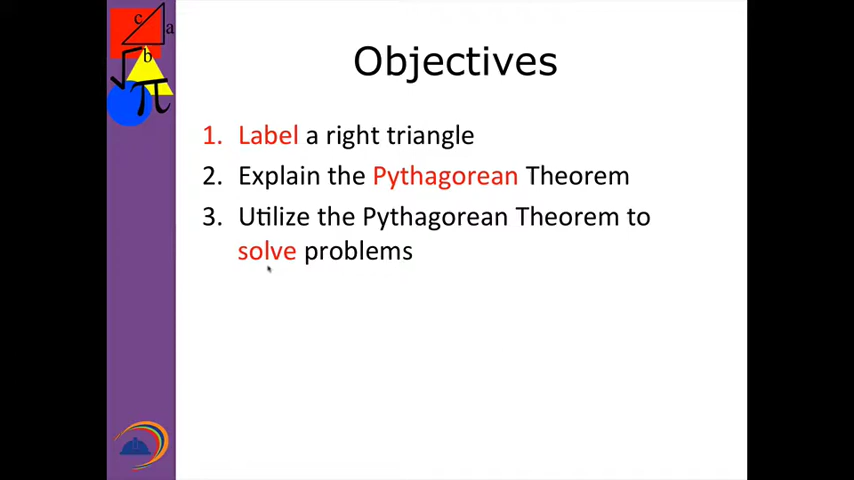 c
a
b
√
π
Objectives
1. Label a right triangle
2. Explain the Pythagorean Theorem
3. Utilize the Pythagorean Theorem to
solve problems